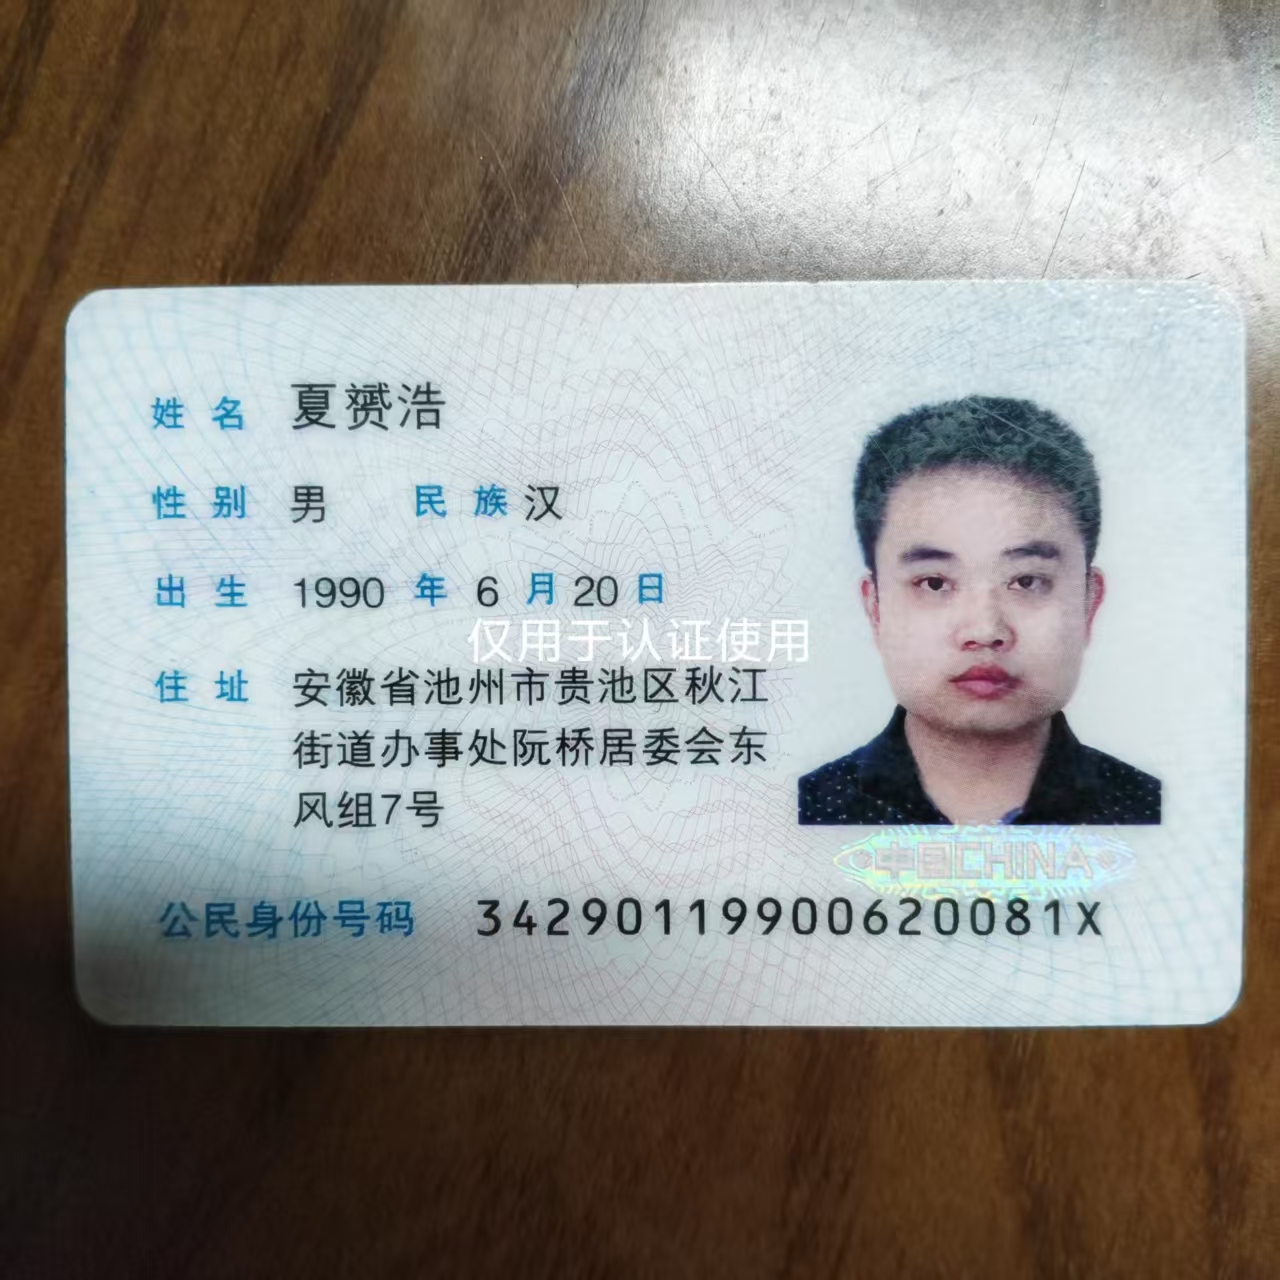 姓名 夏赟浩
性别 男 民族 汉
出生 1990 年 6 月 20 日
仅用于认证使用
住址 安徽省池州市贵池区秋江
街道办事处阮桥居委会东
风组7号
中国CHINA
公民身份号码 34290119900620081X